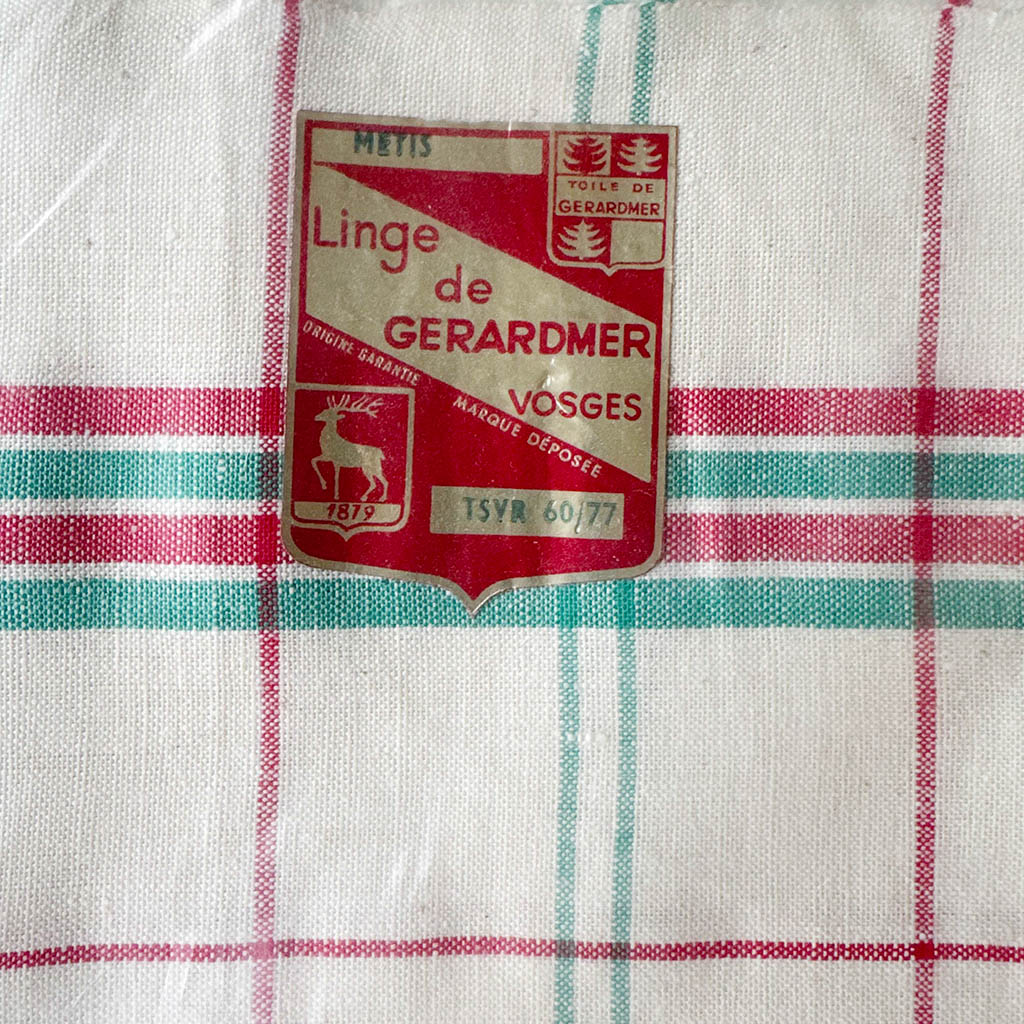 METIS
TOILE DE
GERARDMER
Linge
de
GERARDMER
VOSGES
ORIGINE GARANTIE
MARQUE DÉPOSÉE
1879
TSVR 60/77